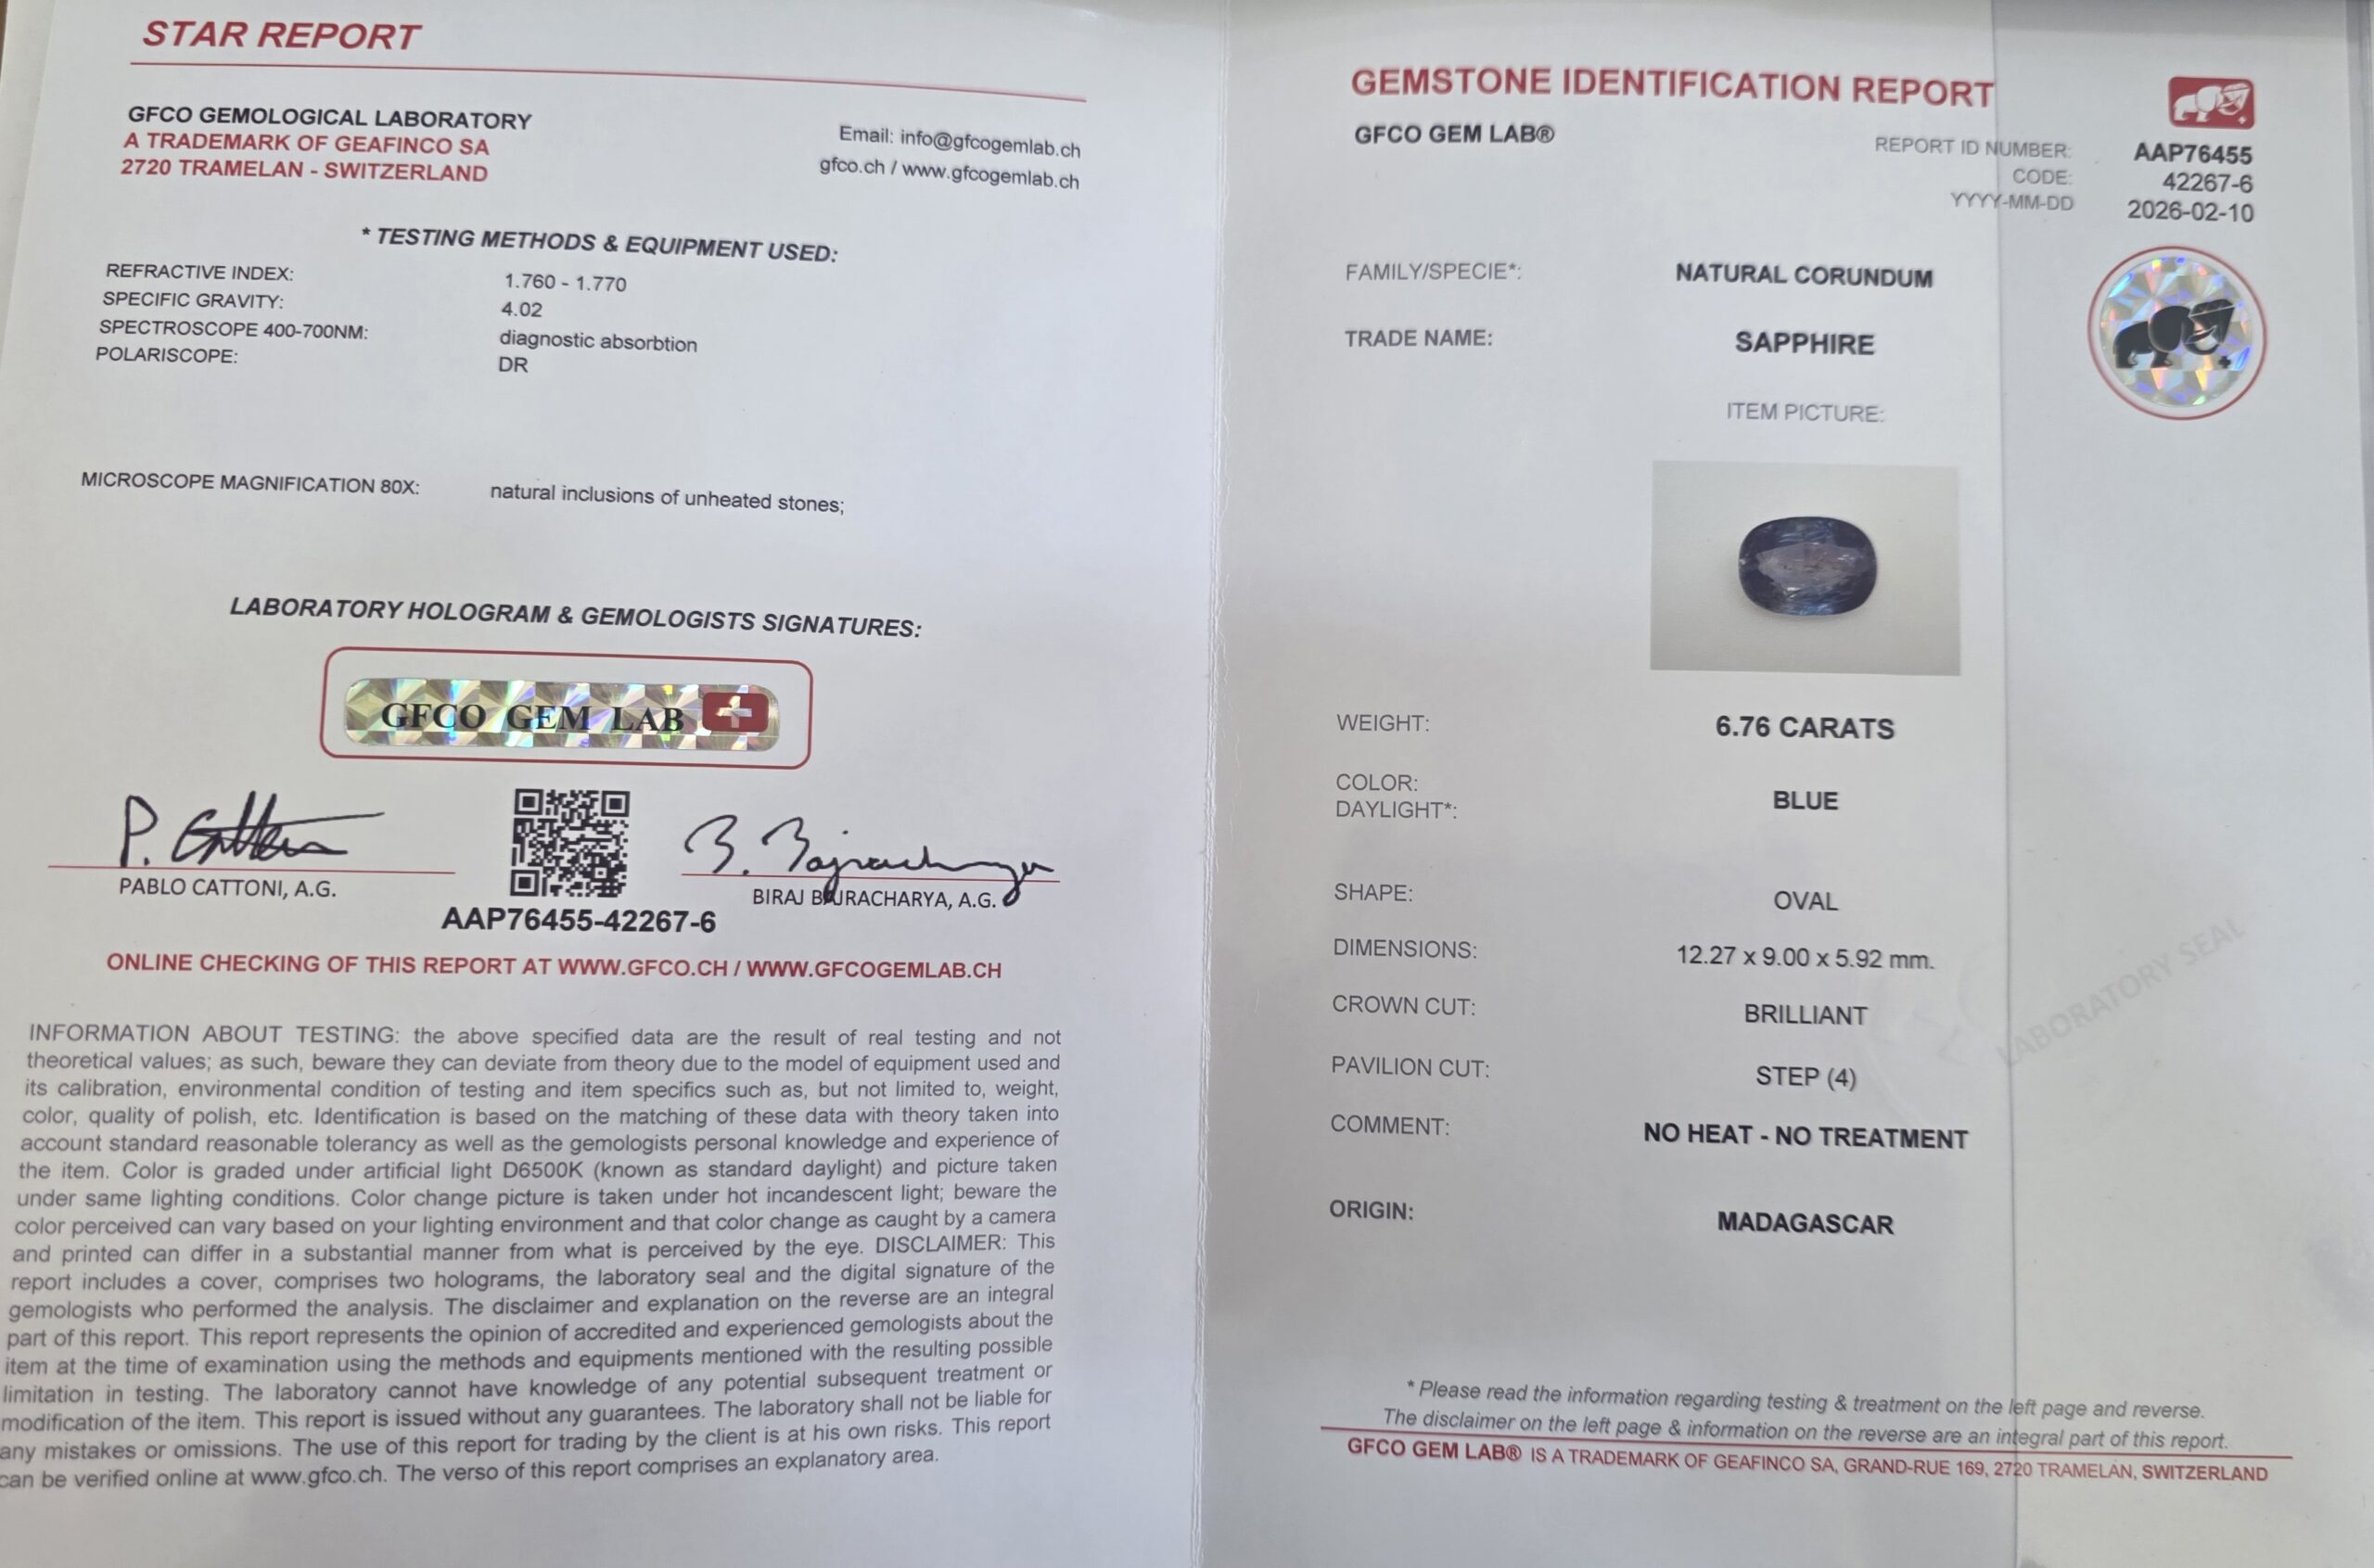 STAR REPORT
GFCO GEMOLOGICAL LABORATORY
A TRADEMARK OF GEAFINCO SA
2720 TRAMELAN - SWITZERLAND
Email: info@gfcogemlab.ch
gfco.ch / www.gfcogemlab.ch
* TESTING METHODS & EQUIPMENT USED:
REFRACTIVE INDEX: 1.760 - 1.770
SPECIFIC GRAVITY: 4.02
SPECTROSCOPE 400-700NM: diagnostic absorbtion
POLARISCOPE: DR
MICROSCOPE MAGNIFICATION 80X: natural inclusions of unheated stones;
LABORATORY HOLOGRAM & GEMOLOGISTS SIGNATURES:
GFCO GEM LAB
P. Cattoni
B. Bajracharya
PABLO CATTONI, A.G.
BIRAJ BAJRACHARYA, A.G.
AAP76455-42267-6
ONLINE CHECKING OF THIS REPORT AT WWW.GFCO.CH / WWW.GFCOGEMLAB.CH
INFORMATION ABOUT TESTING: the above specified data are the result of real testing and not
theoretical values; as such, beware they can deviate from theory due to the model of equipment used and
its calibration, environmental condition of testing and item specifics such as, but not limited to, weight,
color, quality of polish, etc. Identification is based on the matching of these data with theory taken into
account standard reasonable tolerancy as well as the gemologists personal knowledge and experience of
the item. Color is graded under artificial light D6500K (known as standard daylight) and picture taken
under same lighting conditions. Color change picture is taken under hot incandescent light; beware the
color perceived can vary based on your lighting environment and that color change as caught by a camera
and printed can differ in a substantial manner from what is perceived by the eye. DISCLAIMER: This
report includes a cover, comprises two holograms, the laboratory seal and the digital signature of the
gemologists who performed the analysis. The disclaimer and explanation on the reverse are an integral
part of this report. This report represents the opinion of accredited and experienced gemologists about the
item at the time of examination using the methods and equipments mentioned with the resulting possible
limitation in testing. The laboratory cannot have knowledge of any potential subsequent treatment or
modification of the item. This report is issued without any guarantees. The laboratory shall not be liable for
any mistakes or omissions. The use of this report for trading by the client is at his own risks. This report
can be verified online at www.gfco.ch. The verso of this report comprises an explanatory area.
GEMSTONE IDENTIFICATION REPORT
GFCO GEM LAB®
REPORT ID NUMBER: AAP76455
CODE: 42267-6
YYYY-MM-DD 2026-02-10
FAMILY/SPECIE*: NATURAL CORUNDUM
TRADE NAME: SAPPHIRE
ITEM PICTURE:
WEIGHT: 6.76 CARATS
COLOR:
DAYLIGHT*: BLUE
SHAPE: OVAL
DIMENSIONS: 12.27 x 9.00 x 5.92 mm.
CROWN CUT: BRILLIANT
PAVILION CUT: STEP (4)
COMMENT: NO HEAT - NO TREATMENT
ORIGIN: MADAGASCAR
LABORATORY SEAL
* Please read the information regarding testing & treatment on the left page and reverse.
The disclaimer on the left page & information on the reverse are an integral part of this report.
GFCO GEM LAB® IS A TRADEMARK OF GEAFINCO SA, GRAND-RUE 169, 2720 TRAMELAN, SWITZERLAND